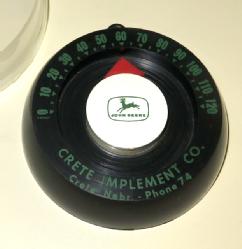 0 10 20 30 40 50 60 70 80 90 100 110 120
JOHN DEERE
CRETE IMPLEMENT CO.
Crete, Nebr. - Phone 74